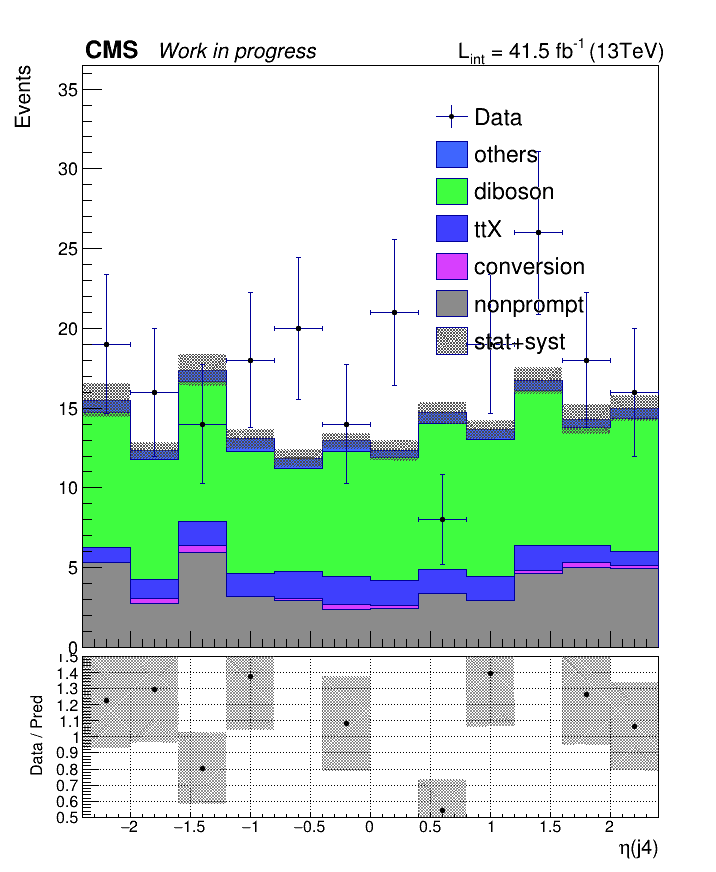 CMS Work in progress L_int = 41.5 fb^-1 (13TeV)
Events
35
30
25
20
15
10
5
0
Data
others
diboson
ttX
conversion
nonprompt
stat+syst
Data / Pred
1.5
1.4
1.3
1.2
1.1
1
0.9
0.8
0.7
0.6
0.5
−2 −1.5 −1 −0.5 0 0.5 1 1.5 2
η(j4)